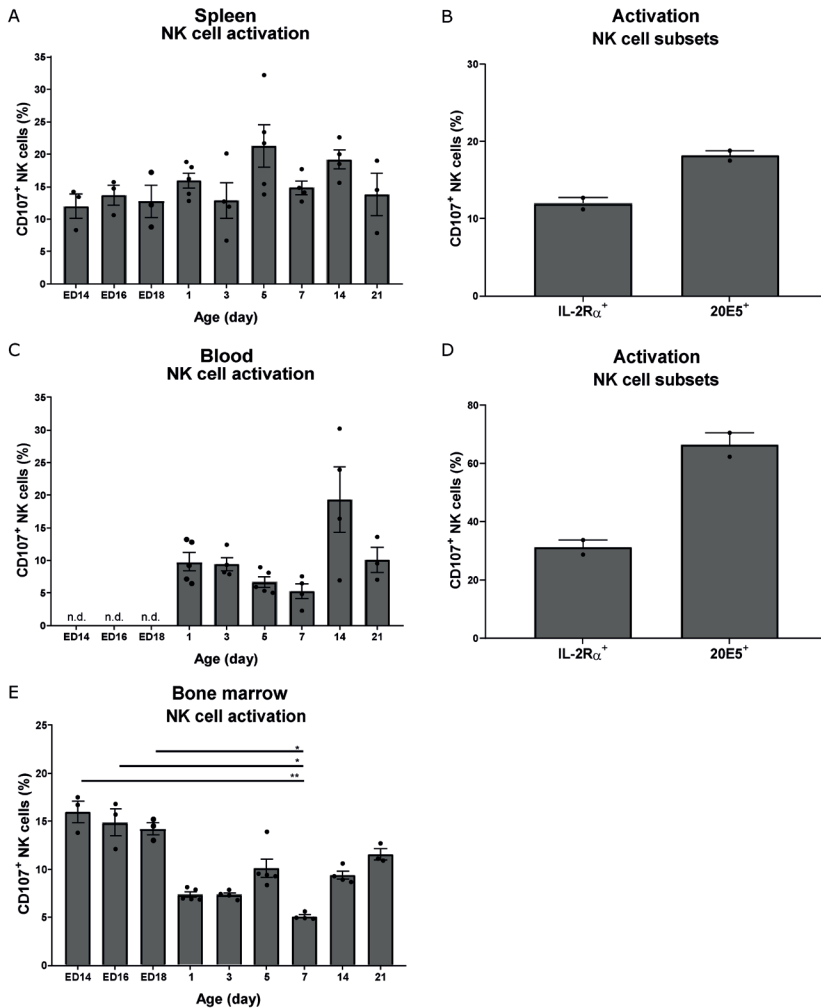 A
Spleen
NK cell activation
CD107+ NK cells (%)
35
30
25
20
15
10
5
0
ED14 ED16 ED18 1 3 5 7 14 21
Age (day)
B
Activation
NK cell subsets
CD107+ NK cells (%)
30
20
10
0
IL-2Rα+ 20E5+
C
Blood
NK cell activation
CD107+ NK cells (%)
35
30
25
20
15
10
5
0
n.d. n.d. n.d.
ED14 ED16 ED18 1 3 5 7 14 21
Age (day)
D
Activation
NK cell subsets
CD107+ NK cells (%)
80
60
40
20
0
IL-2Rα+ 20E5+
E
Bone marrow
NK cell activation
CD107+ NK cells (%)
25
20
15
10
5
0
*
*
**
ED14 ED16 ED18 1 3 5 7 14 21
Age (day)